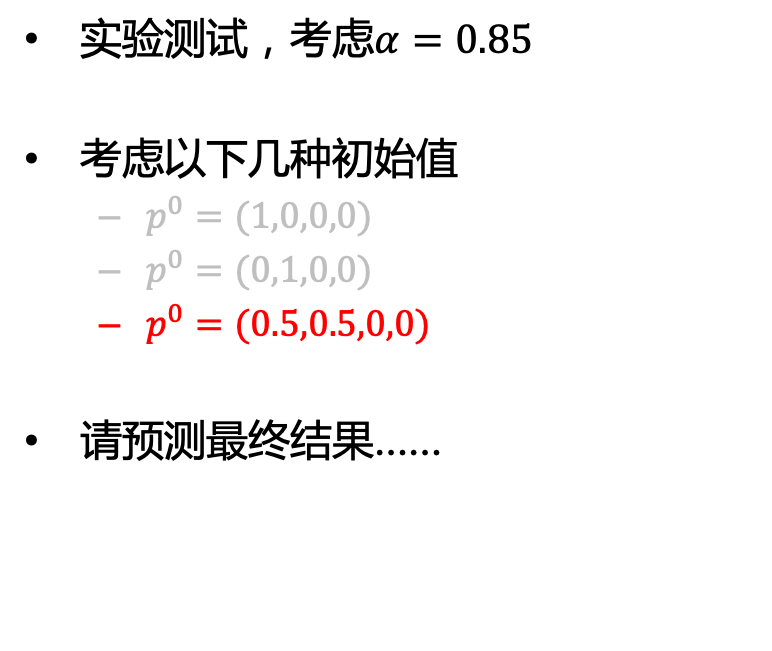 • 实验测试，考虑α = 0.85
• 考虑以下几种初始值
– p⁰ = (1,0,0,0)
– p⁰ = (0,1,0,0)
– p⁰ = (0.5,0.5,0,0)
• 请预测最终结果……